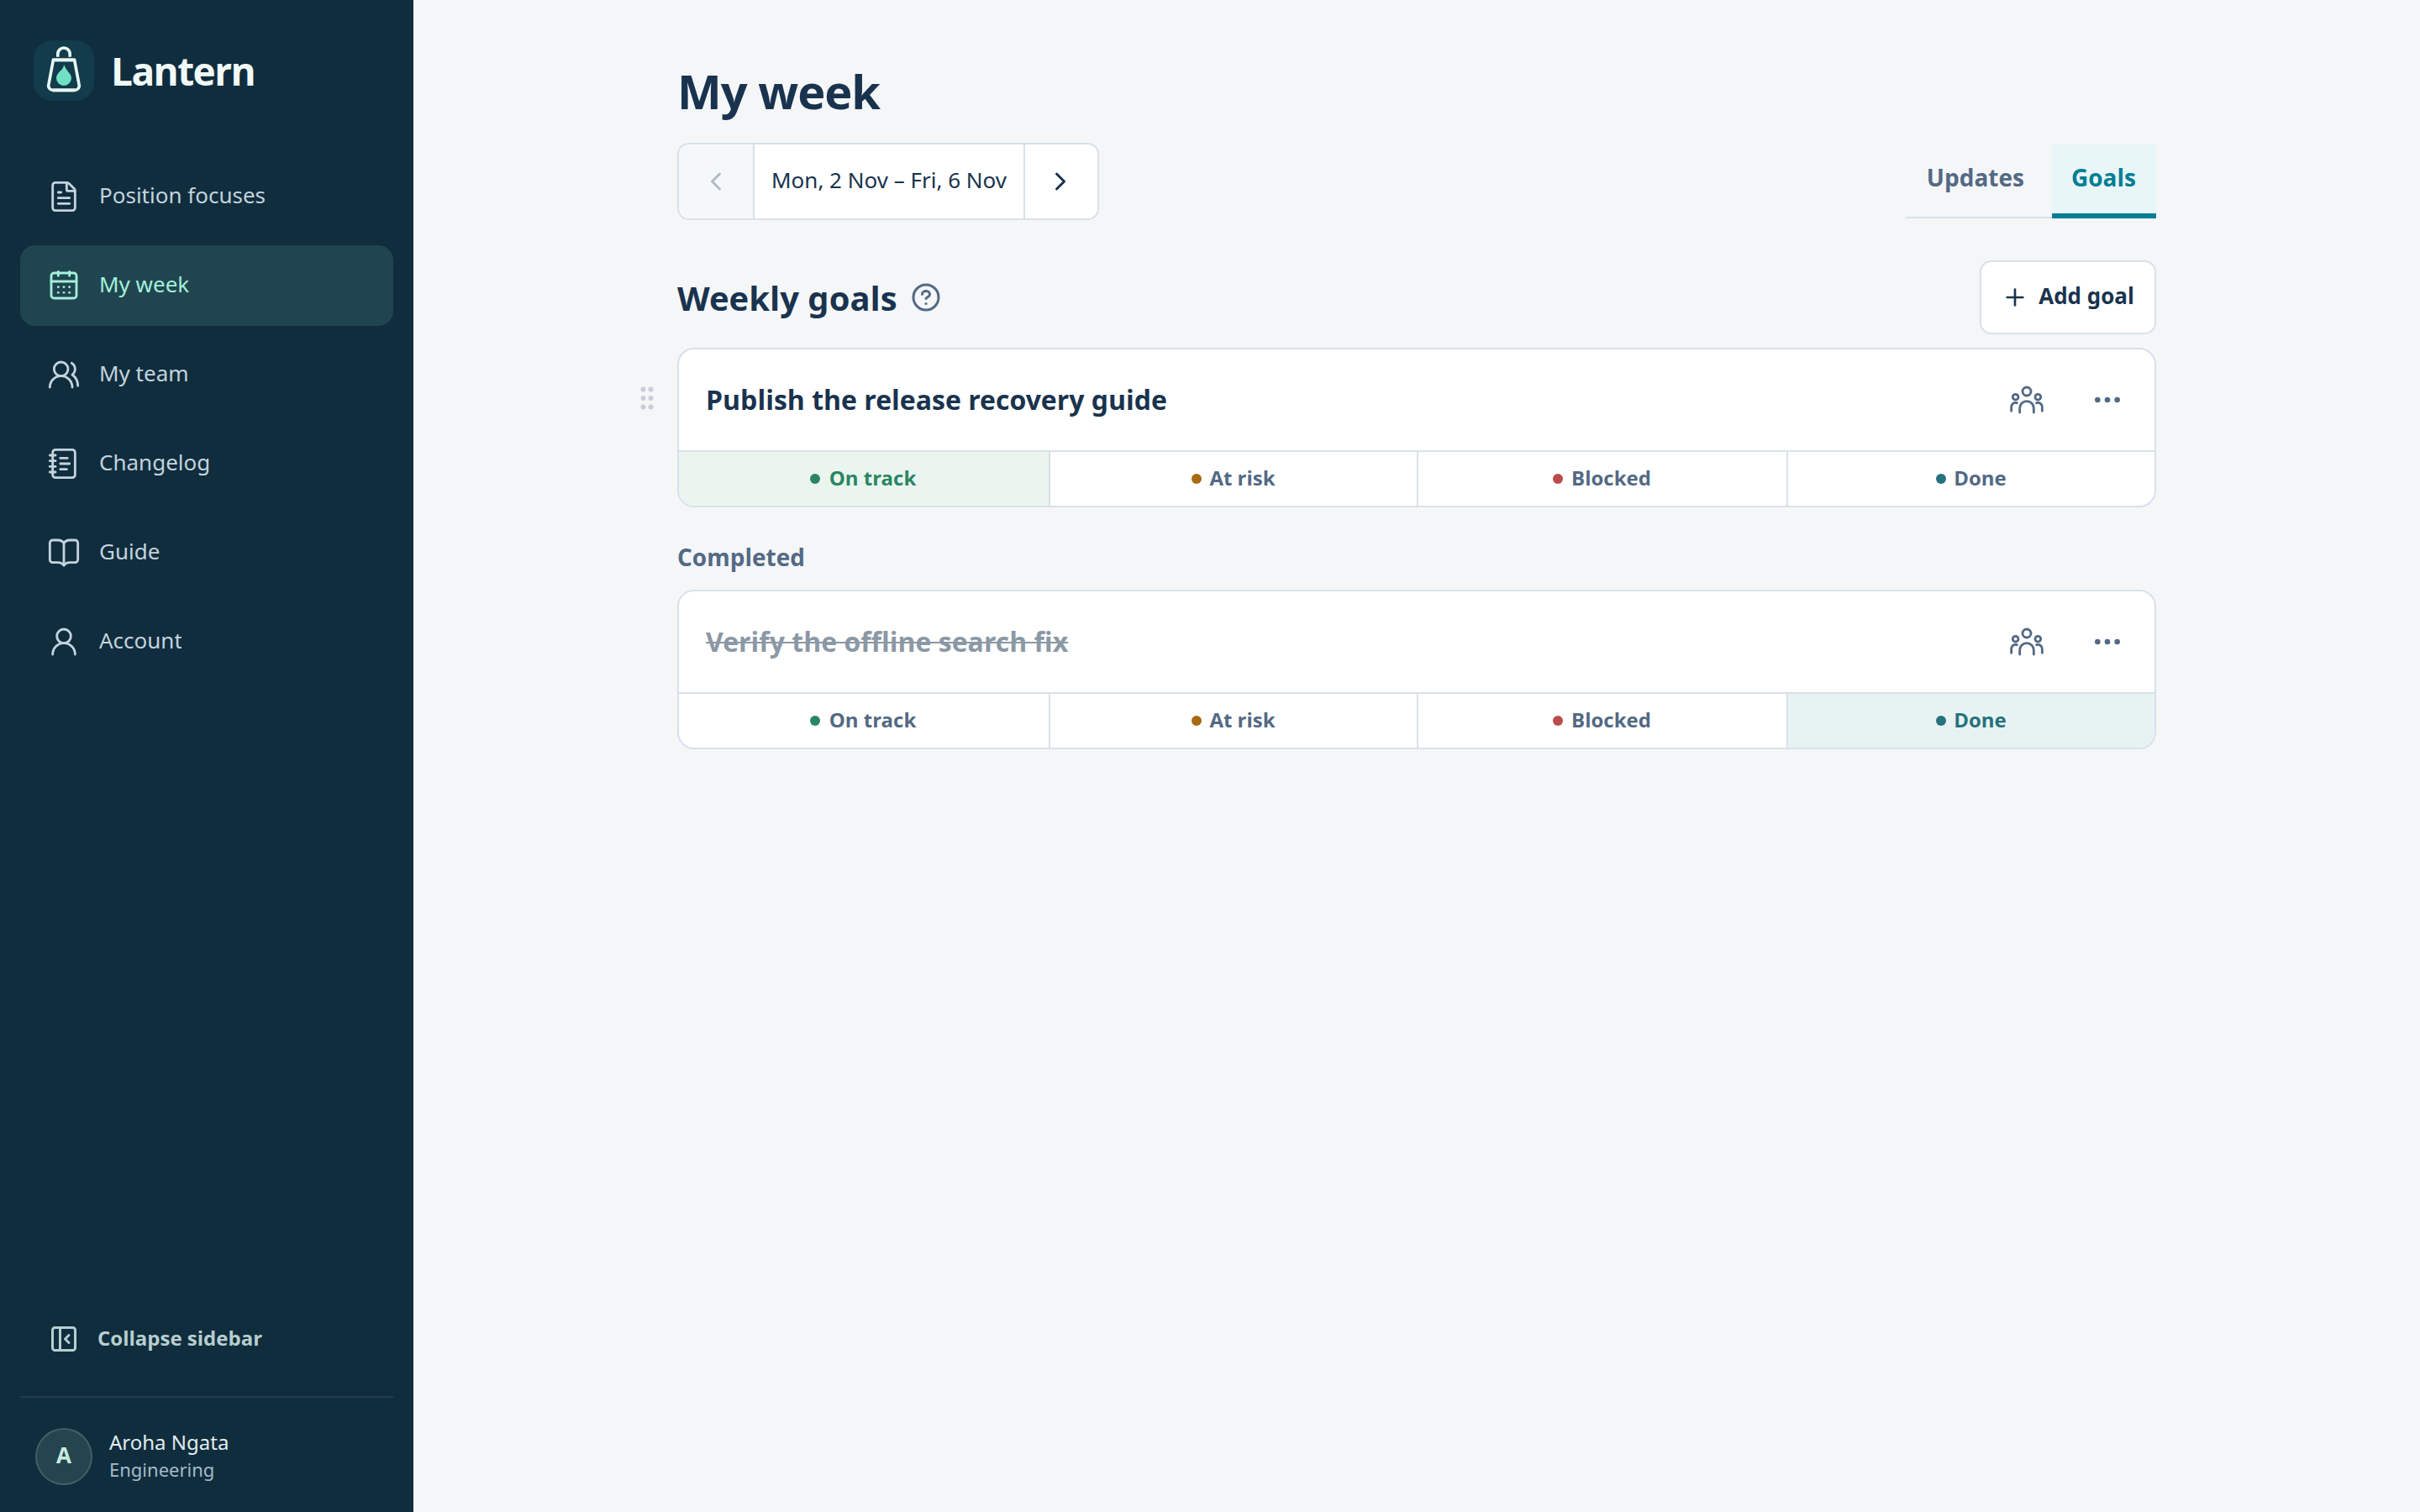 Lantern
Position focuses
My week
My team
Changelog
Guide
Account
Collapse sidebar
A
Aroha Ngata
Engineering
My week
Mon, 2 Nov – Fri, 6 Nov
Updates
Goals
Weekly goals
Add goal
Publish the release recovery guide
On track
At risk
Blocked
Done
Completed
Verify the offline search fix
On track
At risk
Blocked
Done